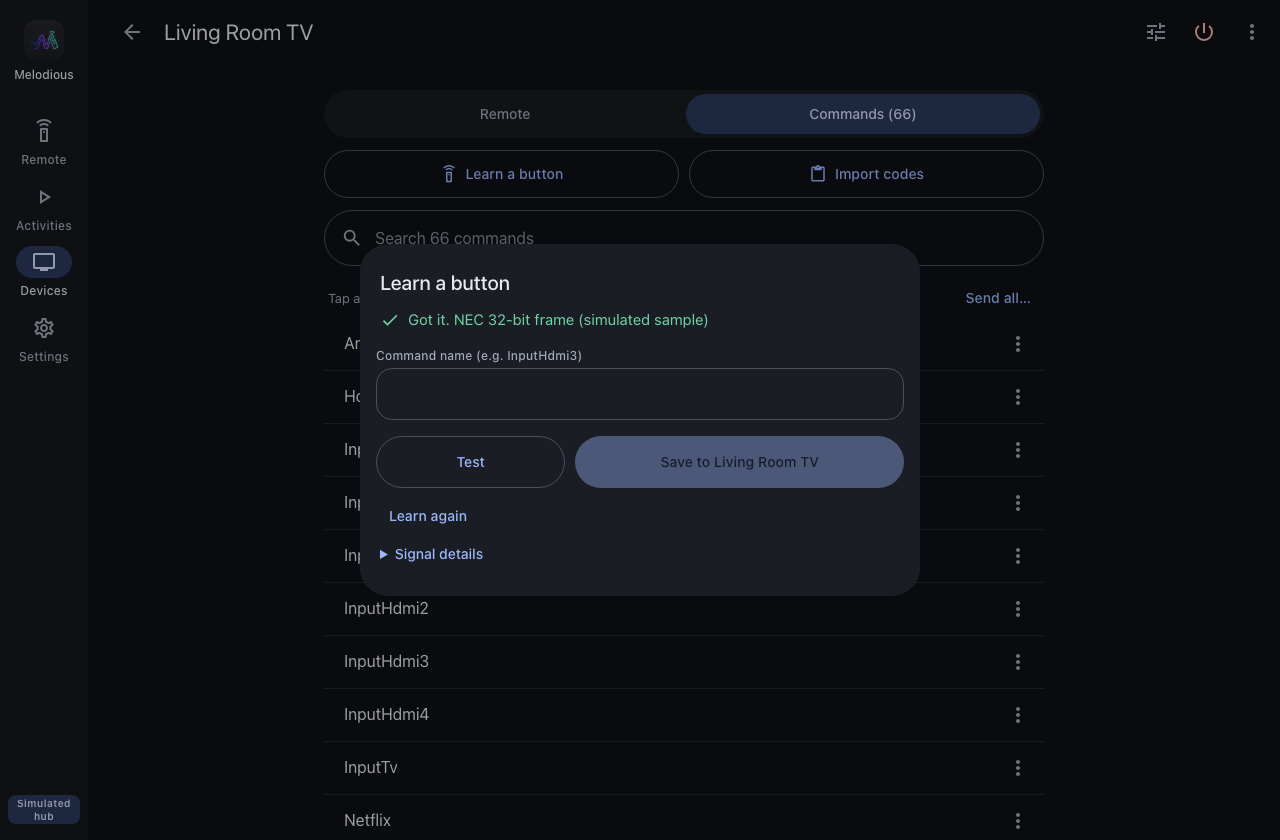 Living Room TV
Melodious
Remote
Commands (66)
Learn a button
Import codes
Remote
Activities
Devices
Settings
Search 66 commands
Send all...
Learn a button
Got it. NEC 32-bit frame (simulated sample)
Command name (e.g. InputHdmi3)
Test
Save to Living Room TV
Learn again
Signal details
Tap
InputHdmi2
InputHdmi3
InputHdmi4
InputTv
Netflix
Simulated
hub